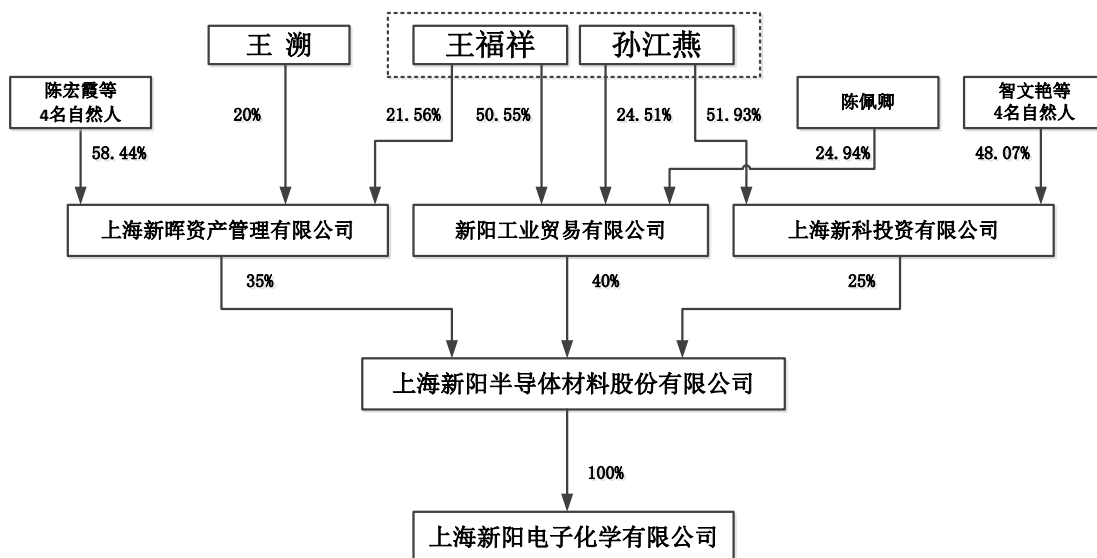 王 溯
王福祥
孙江燕
陈宏霞等
4名自然人
陈佩卿
智文艳等
4名自然人
58.44%
20%
21.56%
50.55%
24.51%
51.93%
24.94%
48.07%
上海新晖资产管理有限公司
新阳工业贸易有限公司
上海新科投资有限公司
35%
40%
25%
上海新阳半导体材料股份有限公司
100%
上海新阳电子化学有限公司